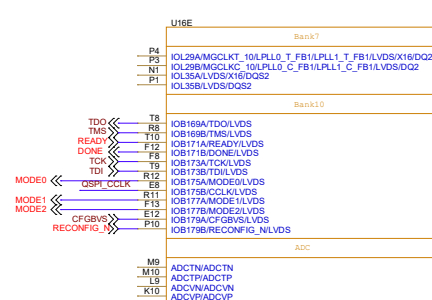 U16E
Bank7
P4 IOL29A/MGCLKT_10/LPLL0_T_FB1/LPLL1_T_FB1/LVDS/X16/DQ2
P3 IOL29B/MGCLKC_10/LPLL0_C_FB1/LPLL1_C_FB1/LVDS/DQ2
N1 IOL35A/LVDS/X16/DQS2
P1 IOL35B/LVDS/DQS2
Bank10
TDO T8 IOB169A/TDO/LVDS
TMS R8 IOB169B/TMS/LVDS
READY T10 IOB171A/READY/LVDS
DONE F12 IOB171B/DONE/LVDS
TCK F8 IOB173A/TCK/LVDS
TDI T9 IOB173B/TDI/LVDS
MODE0 R12 IOB175A/MODE0/LVDS
QSPI_CCLK E8 IOB175B/CCLK/LVDS
MODE1 R11 IOB177A/MODE1/LVDS
MODE2 F13 IOB177B/MODE2/LVDS
CFGBVS E12 IOB179A/CFGBVS/LVDS
RECONFIG_N P10 IOB179B/RECONFIG_N/LVDS
ADC
M9 ADCTN/ADCTN
M10 ADCTP/ADCTP
L9 ADCVN/ADCVN
K10 ADCVP/ADCVP